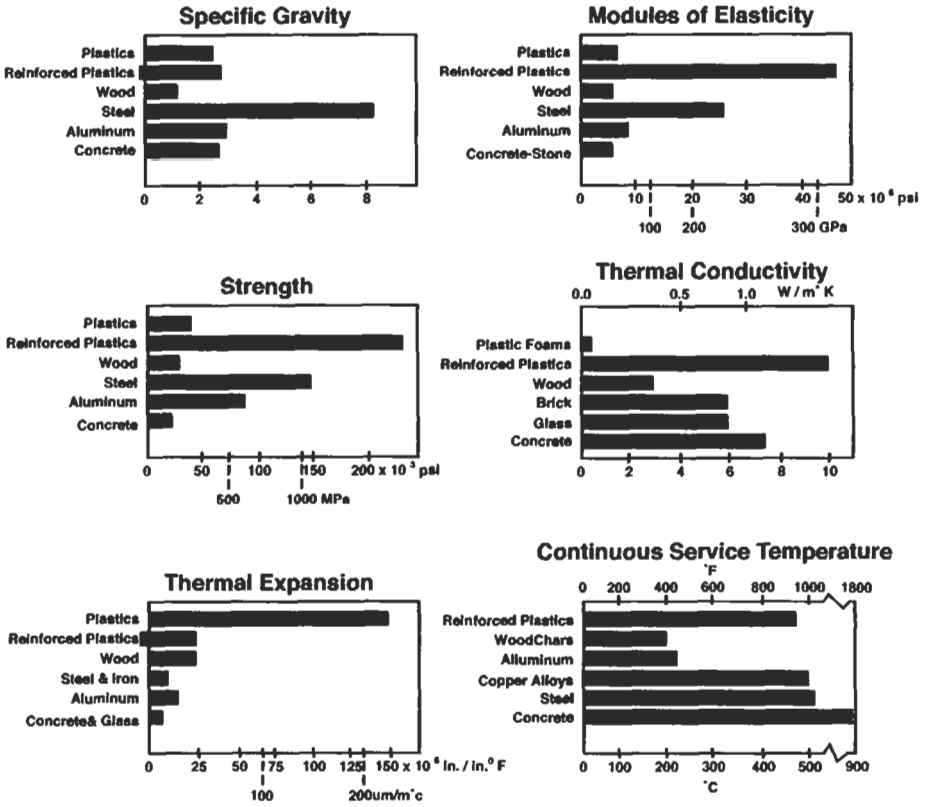 Specific Gravity
Plastics
Reinforced Plastics
Wood
Steel
Aluminum
Concrete
0 2 4 6 8
Modules of Elasticity
Plastics
Reinforced Plastics
Wood
Steel
Aluminum
Concrete-Stone
0 10 20 30 40 50 x 10⁶ psi
100 200 300 GPa
Strength
Plastics
Reinforced Plastics
Wood
Steel
Aluminum
Concrete
0 50 100 150 200 x 10³ psi
500 1000 MPa
Thermal Conductivity
0.0 0.5 1.0 W / m° K
Plastic Foams
Reinforced Plastics
Wood
Brick
Glass
Concrete
0 2 4 6 8 10
Thermal Expansion
Plastics
Reinforced Plastics
Wood
Steel & Iron
Aluminum
Concrete& Glass
0 25 50 75 100 125 150 x 10⁶ In. / in.° F
100 200um/m°c
Continuous Service Temperature
°F
0 200 400 600 800 1000 1800
Reinforced Plastics
WoodChars
Alluminum
Copper Alloys
Steel
Concrete
0 100 200 300 400 500 900
°C